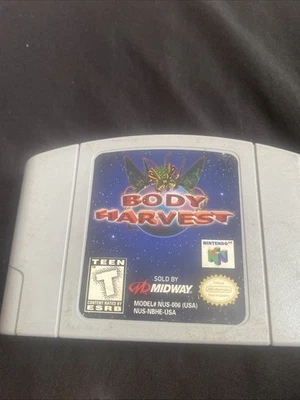 BODY
HARVEST
TEEN
T
CONTENT RATED BY
ESRB
SOLD BY
MIDWAY
MODEL# NUS-006 (USA)
NUS-NBHE-USA
NINTENDO 64
Nintendo